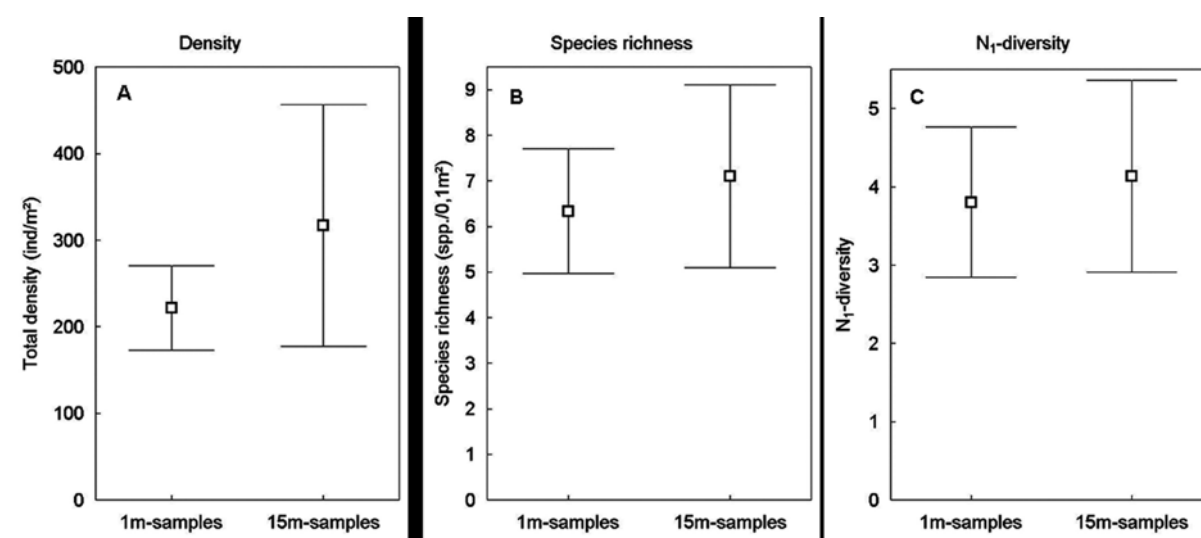 Density
A
Total density (ind/m²)
500
400
300
200
100
0
1m-samples 15m-samples
Species richness
B
Species richness (spp./0,1m²)
9
8
7
6
5
4
3
2
1
0
1m-samples 15m-samples
N₁-diversity
C
N₁-diversity
5
4
3
2
1
0
1m-samples 15m-samples